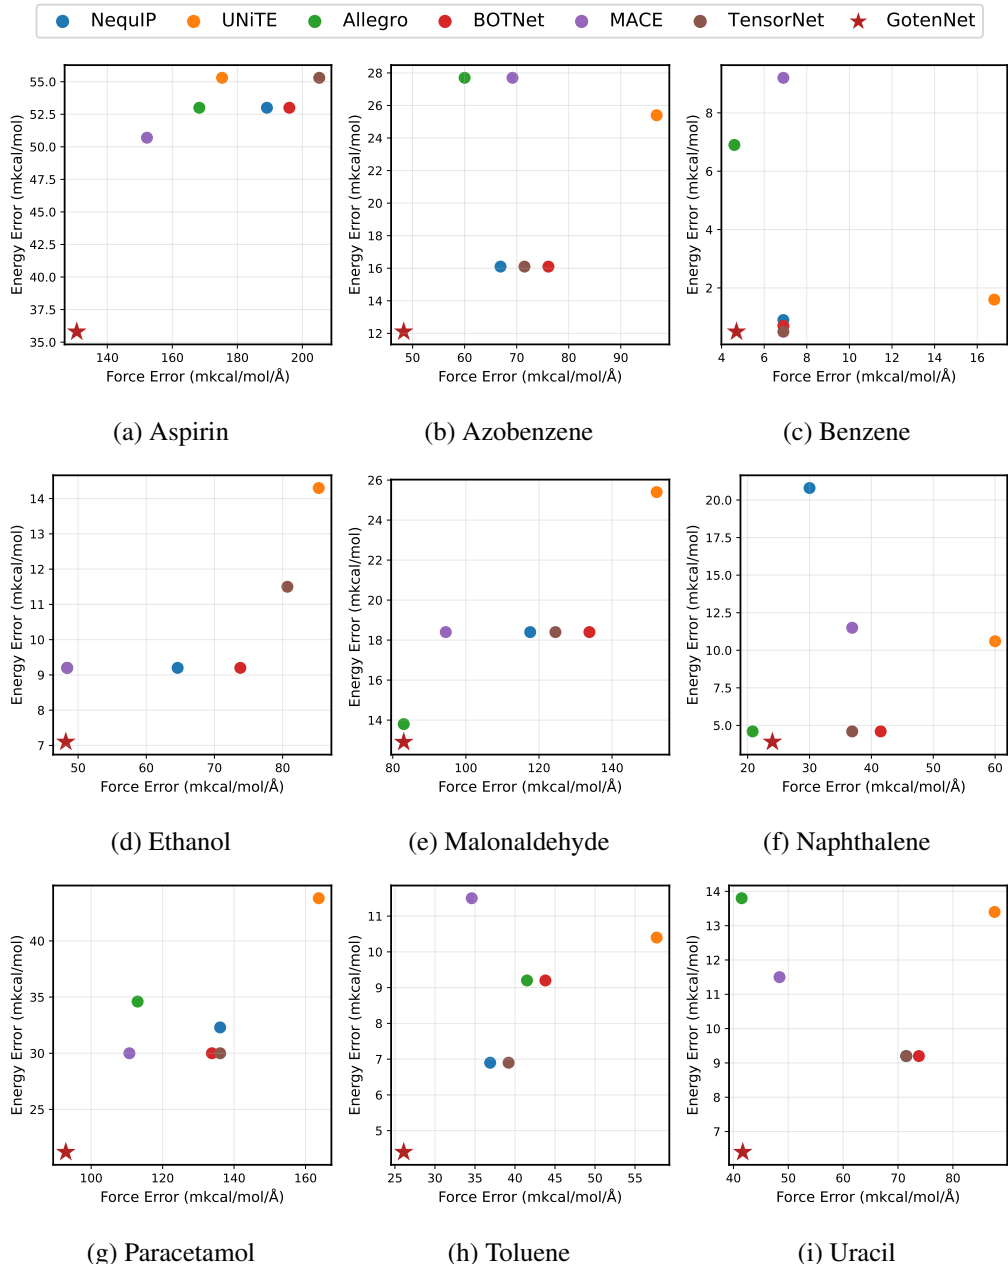 NequIP UNiTE Allegro BOTNet MACE TensorNet GotenNet
55.0
52.5
50.0
47.5
45.0
42.5
40.0
37.5
35.0
Energy Error (mkcal/mol)
140 160 180 200
Force Error (mkcal/mol/Å)
(a) Aspirin
28
26
24
22
20
18
16
14
12
Energy Error (mkcal/mol)
50 60 70 80 90
Force Error (mkcal/mol/Å)
(b) Azobenzene
8
6
4
2
Energy Error (mkcal/mol)
4 6 8 10 12 14 16
Force Error (mkcal/mol/Å)
(c) Benzene
14
13
12
11
10
9
8
7
Energy Error (mkcal/mol)
50 60 70 80
Force Error (mkcal/mol/Å)
(d) Ethanol
26
24
22
20
18
16
14
Energy Error (mkcal/mol)
80 100 120 140
Force Error (mkcal/mol/Å)
(e) Malonaldehyde
20.0
17.5
15.0
12.5
10.0
7.5
5.0
Energy Error (mkcal/mol)
20 30 40 50 60
Force Error (mkcal/mol/Å)
(f) Naphthalene
40
35
30
25
Energy Error (mkcal/mol)
100 120 140 160
Force Error (mkcal/mol/Å)
(g) Paracetamol
11
10
9
8
7
6
5
Energy Error (mkcal/mol)
25 30 35 40 45 50 55
Force Error (mkcal/mol/Å)
(h) Toluene
14
13
12
11
10
9
8
7
Energy Error (mkcal/mol)
40 50 60 70 80
Force Error (mkcal/mol/Å)
(i) Uracil